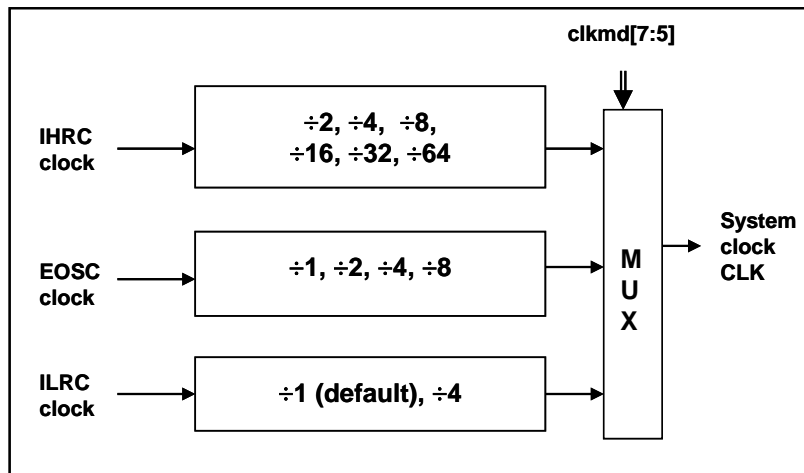 clkmd[7:5]
IHRC
clock
÷2, ÷4, ÷8,
÷16, ÷32, ÷64
EOSC
clock
÷1, ÷2, ÷4, ÷8
ILRC
clock
÷1 (default), ÷4
M
U
X
System
clock
CLK